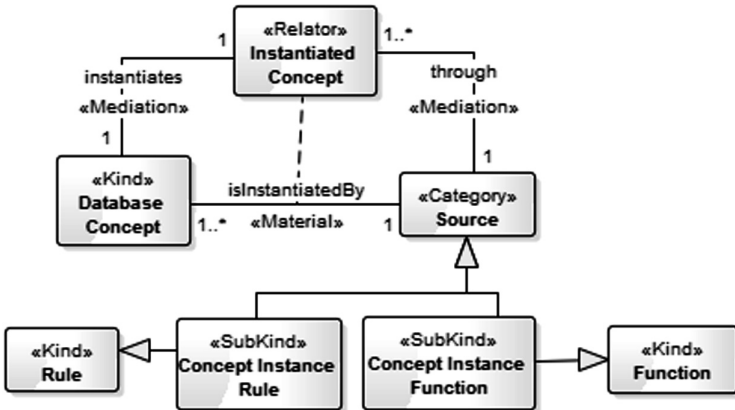 «Relator»
Instantiated
Concept
1
1..*
instantiates
through
«Mediation»
«Mediation»
1
1
«Kind»
Database
Concept
isInstantiatedBy
«Category»
Source
1..*
«Material»
1
«Kind»
Rule
«SubKind»
Concept Instance
Rule
«SubKind»
Concept Instance
Function
«Kind»
Function